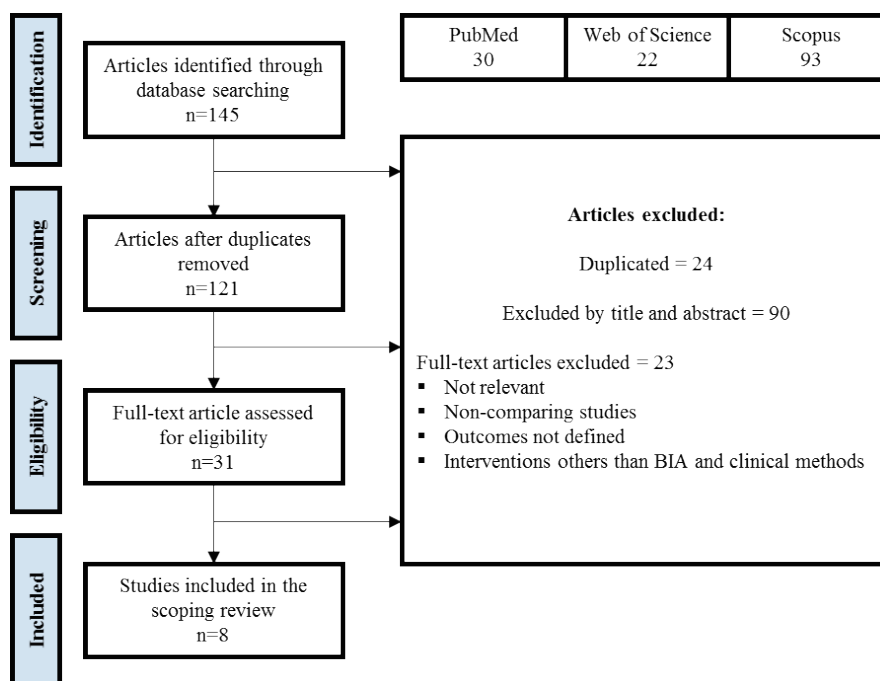 Identification
Articles identified through
database searching
n=145
PubMed
30
Web of Science
22
Scopus
93
Screening
Articles after duplicates
removed
n=121
Articles excluded:
Duplicated = 24
Excluded by title and abstract = 90
Full-text articles excluded = 23
▪ Not relevant
▪ Non-comparing studies
▪ Outcomes not defined
▪ Interventions others than BIA and clinical methods
Eligibility
Full-text article assessed
for eligibility
n=31
Included
Studies included in the
scoping review
n=8